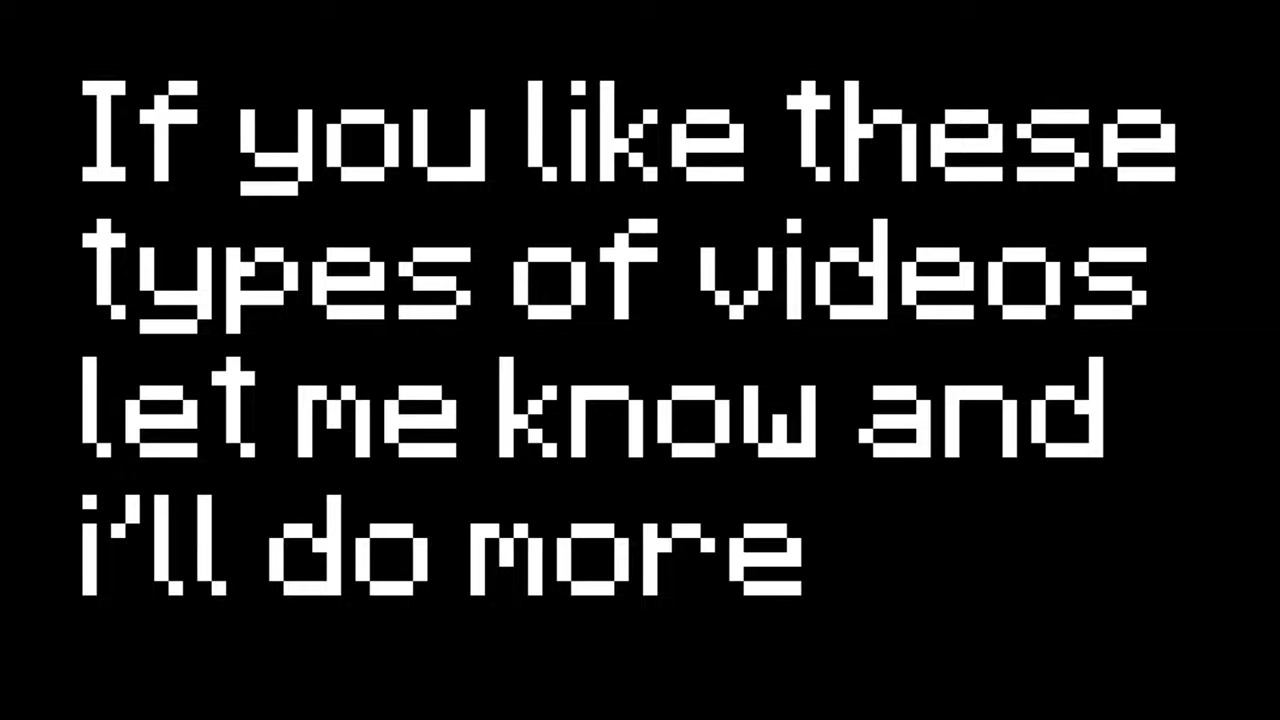 If you like these
types of videos
let me know and
i'll do more